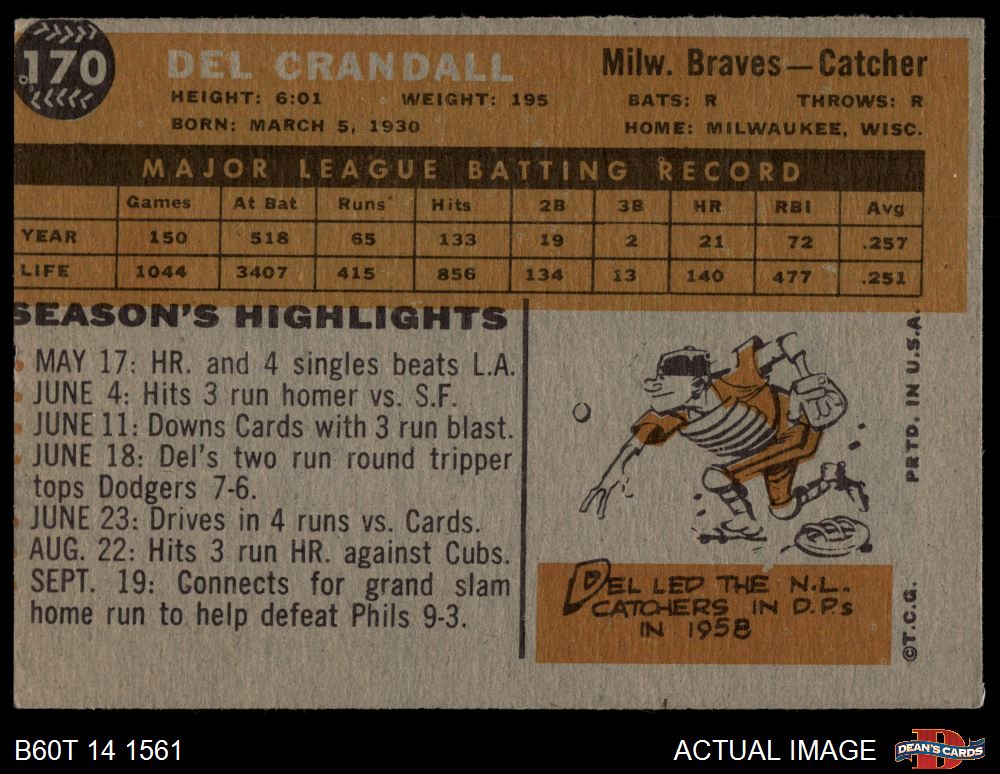 170
DEL CRANDALL
Milw. Braves—Catcher
HEIGHT: 6:01 WEIGHT: 195 BATS: R THROWS: R
BORN: MARCH 5, 1930 HOME: MILWAUKEE, WISC.
MAJOR LEAGUE BATTING RECORD
Games At Bat Runs Hits 2B 3B HR RBI Avg
YEAR 150 518 65 133 19 2 21 72 .257
LIFE 1044 3407 415 856 134 13 140 477 .251
SEASON'S HIGHLIGHTS
MAY 17: HR. and 4 singles beats L.A.
JUNE 4: Hits 3 run homer vs. S.F.
JUNE 11: Downs Cards with 3 run blast.
JUNE 18: Del's two run round tripper
tops Dodgers 7-6.
JUNE 23: Drives in 4 runs vs. Cards.
AUG. 22: Hits 3 run HR. against Cubs.
SEPT. 19: Connects for grand slam
home run to help defeat Phils 9-3.
DEL LED THE N.L.
CATCHERS IN D.P.s
IN 1958
©T.C.G. PRTD. IN U.S.A.
B60T 14 1561
ACTUAL IMAGE
D
DEAN'S CARDS